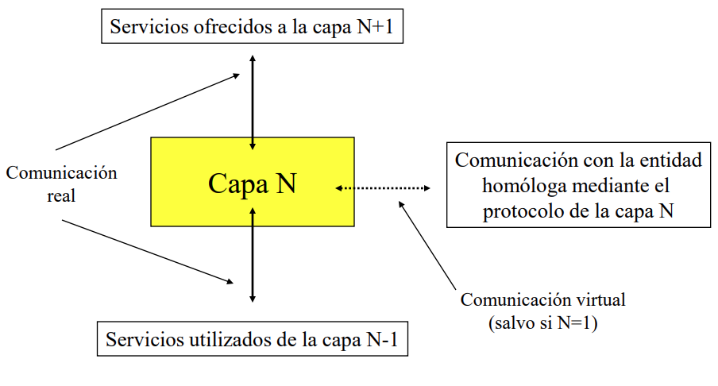 Servicios ofrecidos a la capa N+1
Comunicación
real
Capa N
Comunicación con la entidad
homóloga mediante el
protocolo de la capa N
Comunicación virtual
(salvo si N=1)
Servicios utilizados de la capa N-1